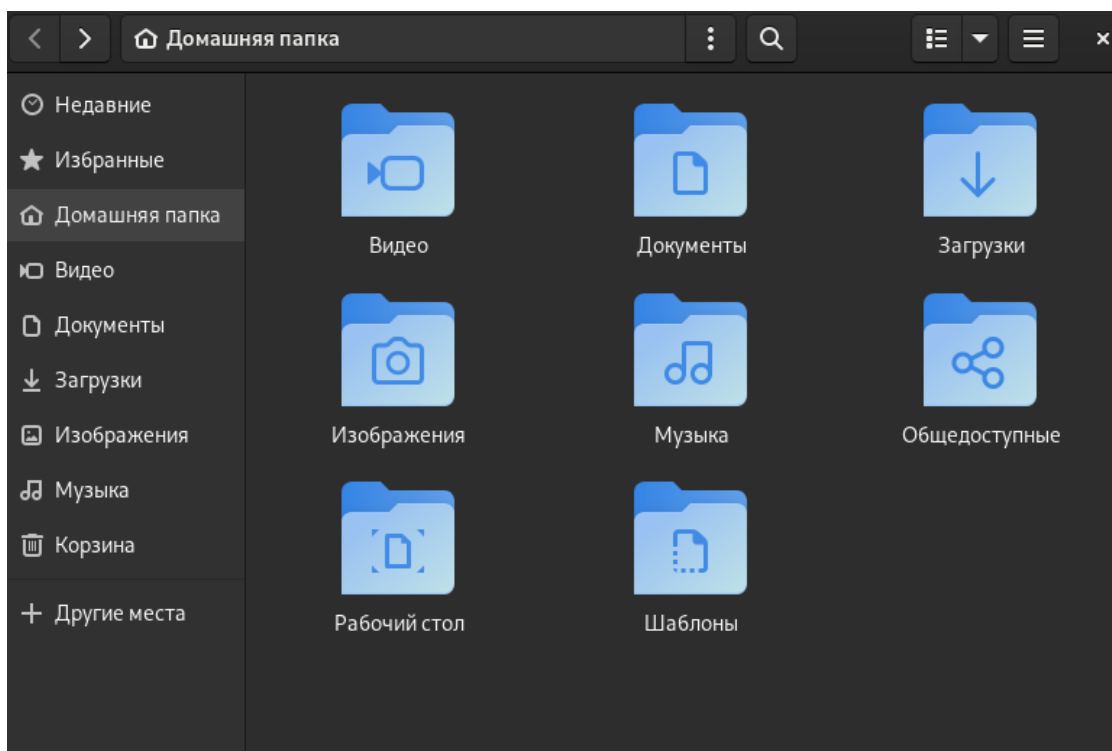 Домашняя папка
Недавние
Избранные
Домашняя папка
Видео
Документы
Загрузки
Изображения
Музыка
Корзина
Другие места
Видео
Документы
Загрузки
Изображения
Музыка
Общедоступные
Рабочий стол
Шаблоны